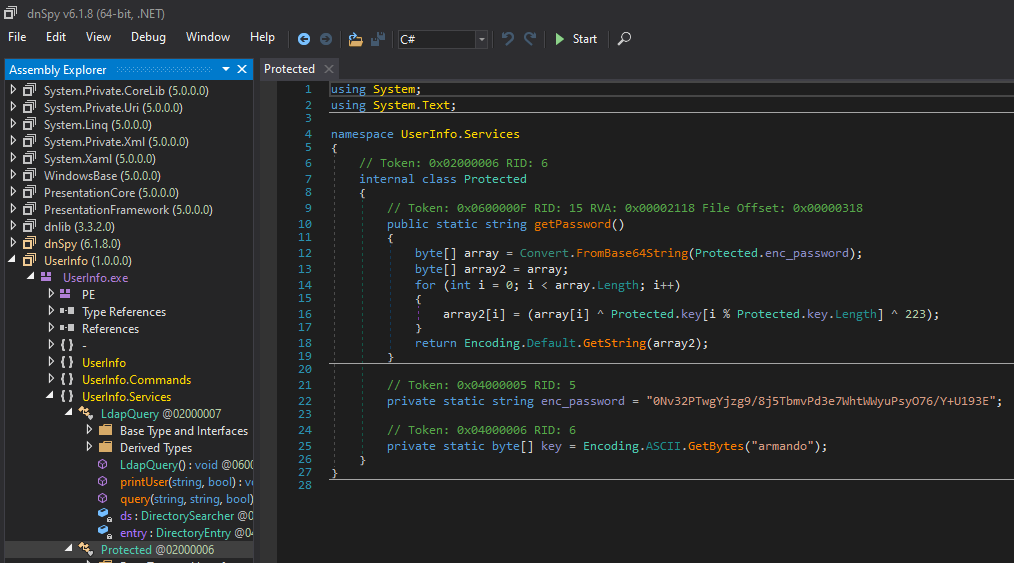 dnSpy v6.1.8 (64-bit, .NET)
File Edit View Debug Window Help C# Start
Assembly Explorer
System.Private.CoreLib (5.0.0.0)
System.Private.Uri (5.0.0.0)
System.Linq (5.0.0.0)
System.Private.Xml (5.0.0.0)
System.Xaml (5.0.0.0)
WindowsBase (5.0.0.0)
PresentationCore (5.0.0.0)
PresentationFramework (5.0.0.0)
dnlib (3.3.2.0)
dnSpy (6.1.8.0)
UserInfo (1.0.0.0)
UserInfo.exe
PE
Type References
References
{ } -
{ } UserInfo
{ } UserInfo.Commands
{ } UserInfo.Services
LdapQuery @02000007
Base Type and Interfaces
Derived Types
LdapQuery() : void @0600
printUser(string, bool) : v
query(string, string, bool)
ds : DirectorySearcher @0
entry : DirectoryEntry @04
Protected @02000006
Protected
1 using System;
2 using System.Text;
3
4 namespace UserInfo.Services
5 {
6 // Token: 0x02000006 RID: 6
7 internal class Protected
8 {
9 // Token: 0x0600000F RID: 15 RVA: 0x00002118 File Offset: 0x00000318
10 public static string getPassword()
11 {
12 byte[] array = Convert.FromBase64String(Protected.enc_password);
13 byte[] array2 = array;
14 for (int i = 0; i < array.Length; i++)
15 {
16 array2[i] = (array[i] ^ Protected.key[i % Protected.key.Length] ^ 223);
17 }
18 return Encoding.Default.GetString(array2);
19 }
20
21 // Token: 0x04000005 RID: 5
22 private static string enc_password = "0Nv32PTwgYjzg9/8j5TbmvPd3e7WhtWWyuPsyO76/Y+U193E";
23
24 // Token: 0x04000006 RID: 6
25 private static byte[] key = Encoding.ASCII.GetBytes("armando");
26 }
27 }
28